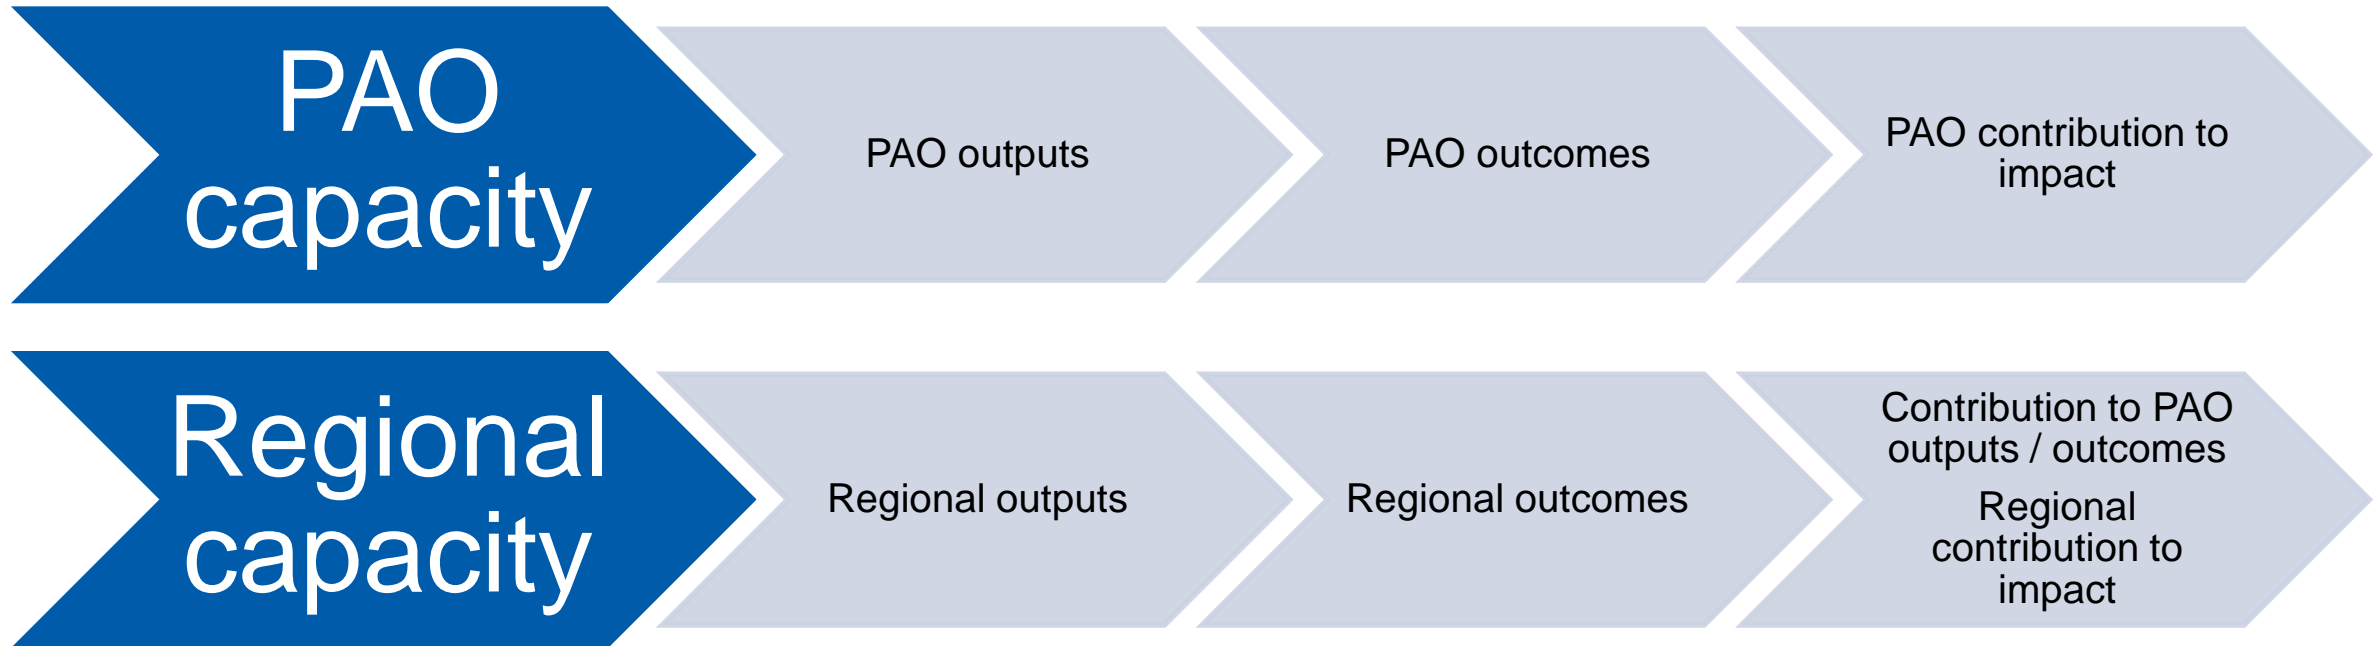 PAO
capacity
PAO outputs
PAO outcomes
PAO contribution to
impact
Regional
capacity
Regional outputs
Regional outcomes
Contribution to PAO
outputs / outcomes
Regional
contribution to
impact